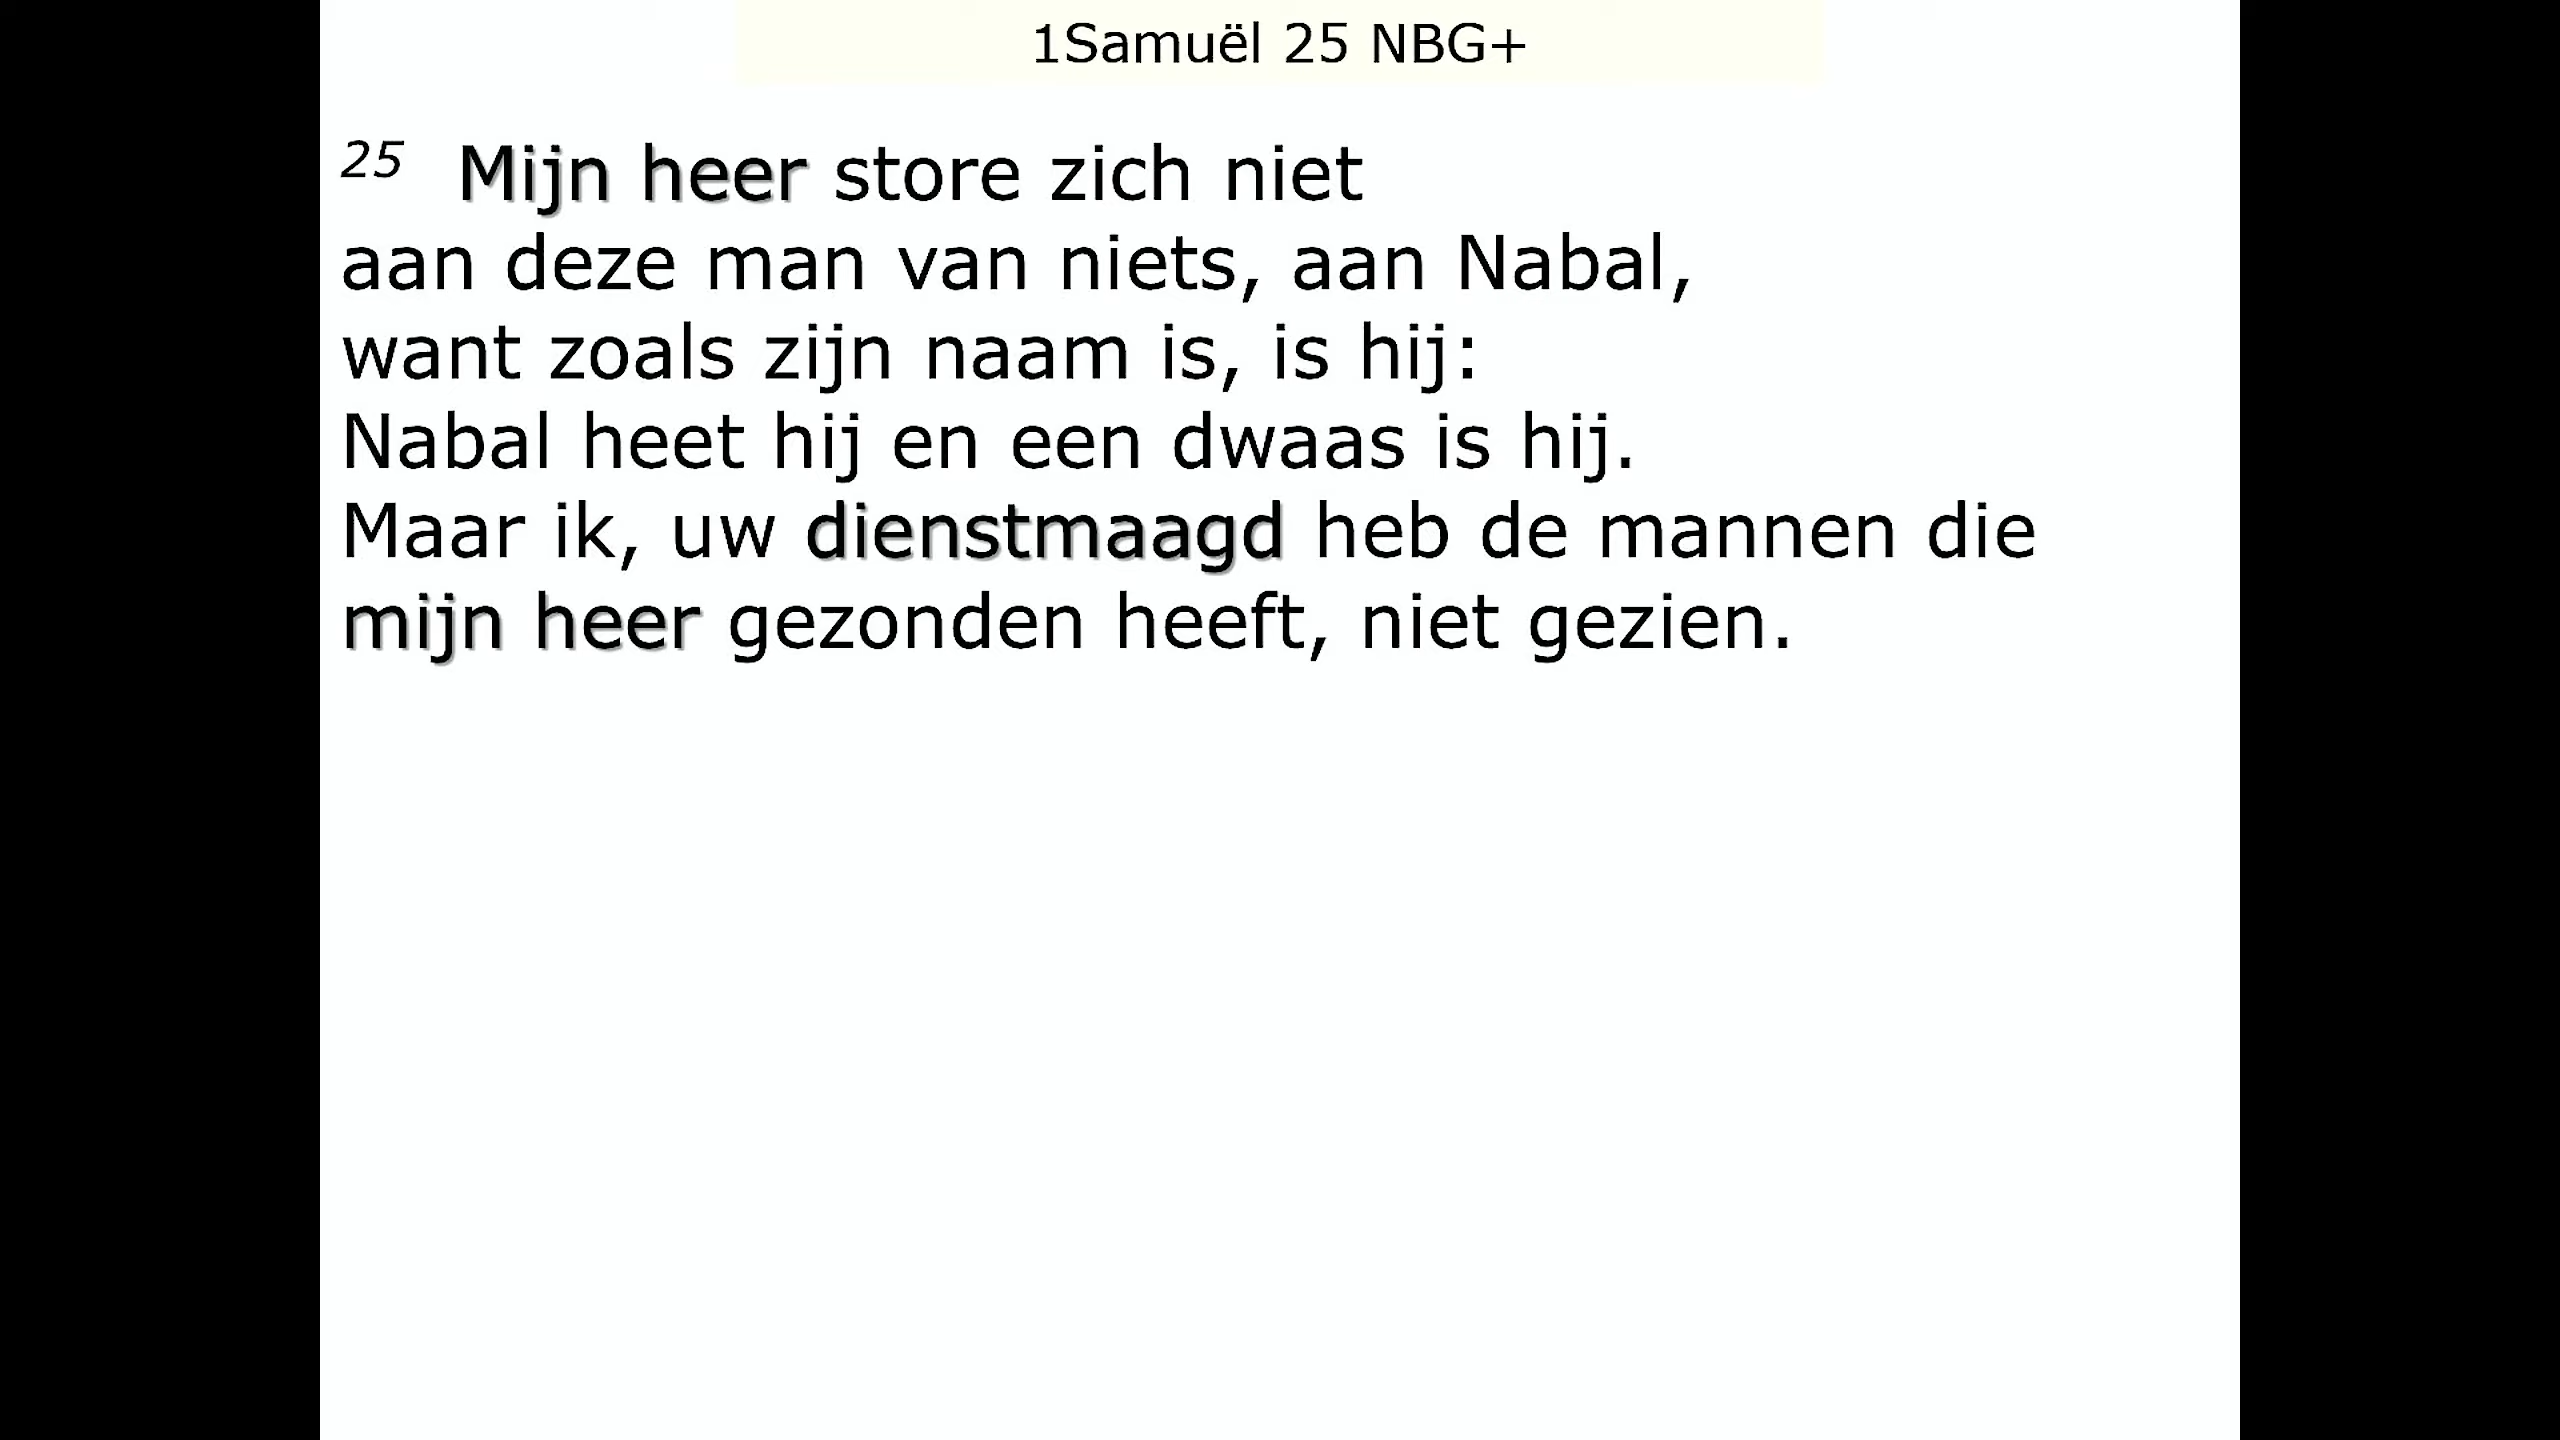 1Samuël 25 NBG+
25 Mijn heer store zich niet
aan deze man van niets, aan Nabal,
want zoals zijn naam is, is hij:
Nabal heet hij en een dwaas is hij.
Maar ik, uw dienstmaagd heb de mannen die
mijn heer gezonden heeft, niet gezien.